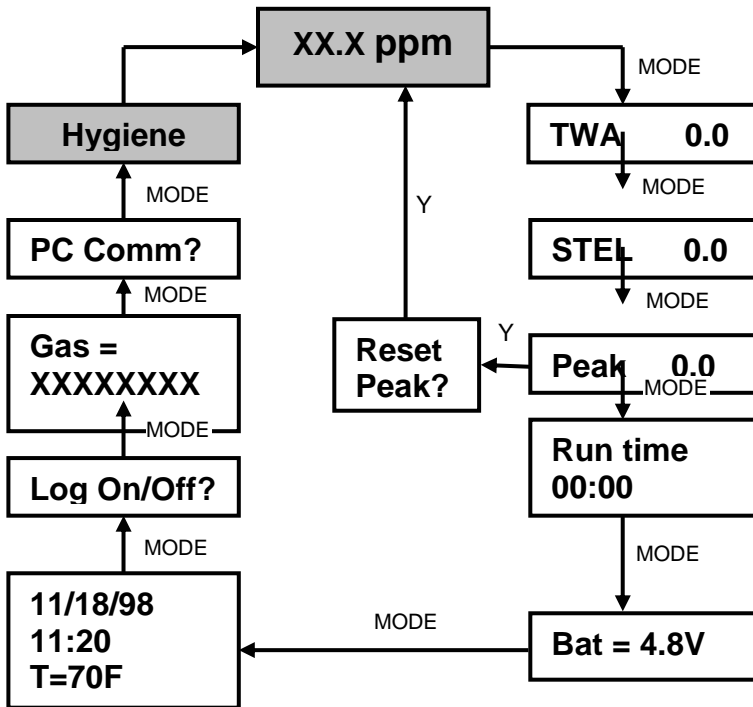 XX.X ppm
MODE
TWA 0.0
MODE
STEL 0.0
MODE
Peak 0.0
Y
Reset
Peak?
Y
MODE
Run time
00:00
MODE
Bat = 4.8V
MODE
11/18/98
11:20
T=70F
MODE
Log On/Off?
MODE
Gas =
XXXXXXXX
MODE
PC Comm?
MODE
Hygiene